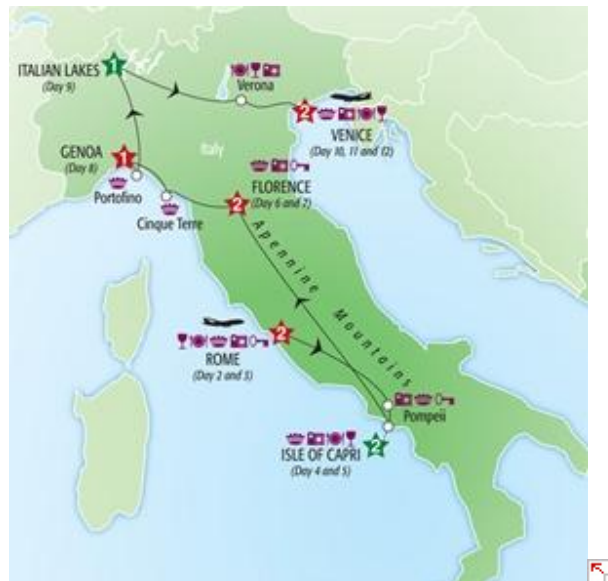 1
ITALIAN LAKES
(Day 9)
Verona
2
VENICE
(Day 10, 11 and 12)
GENOA
(Day 8)
1
Italy
Portofino
FLORENCE
(Day 6 and 7)
2
Cinque Terre
Apennine Mountains
2
ROME
(Day 2 and 3)
Pompeii
ISLE OF CAPRI
(Day 4 and 5)
2